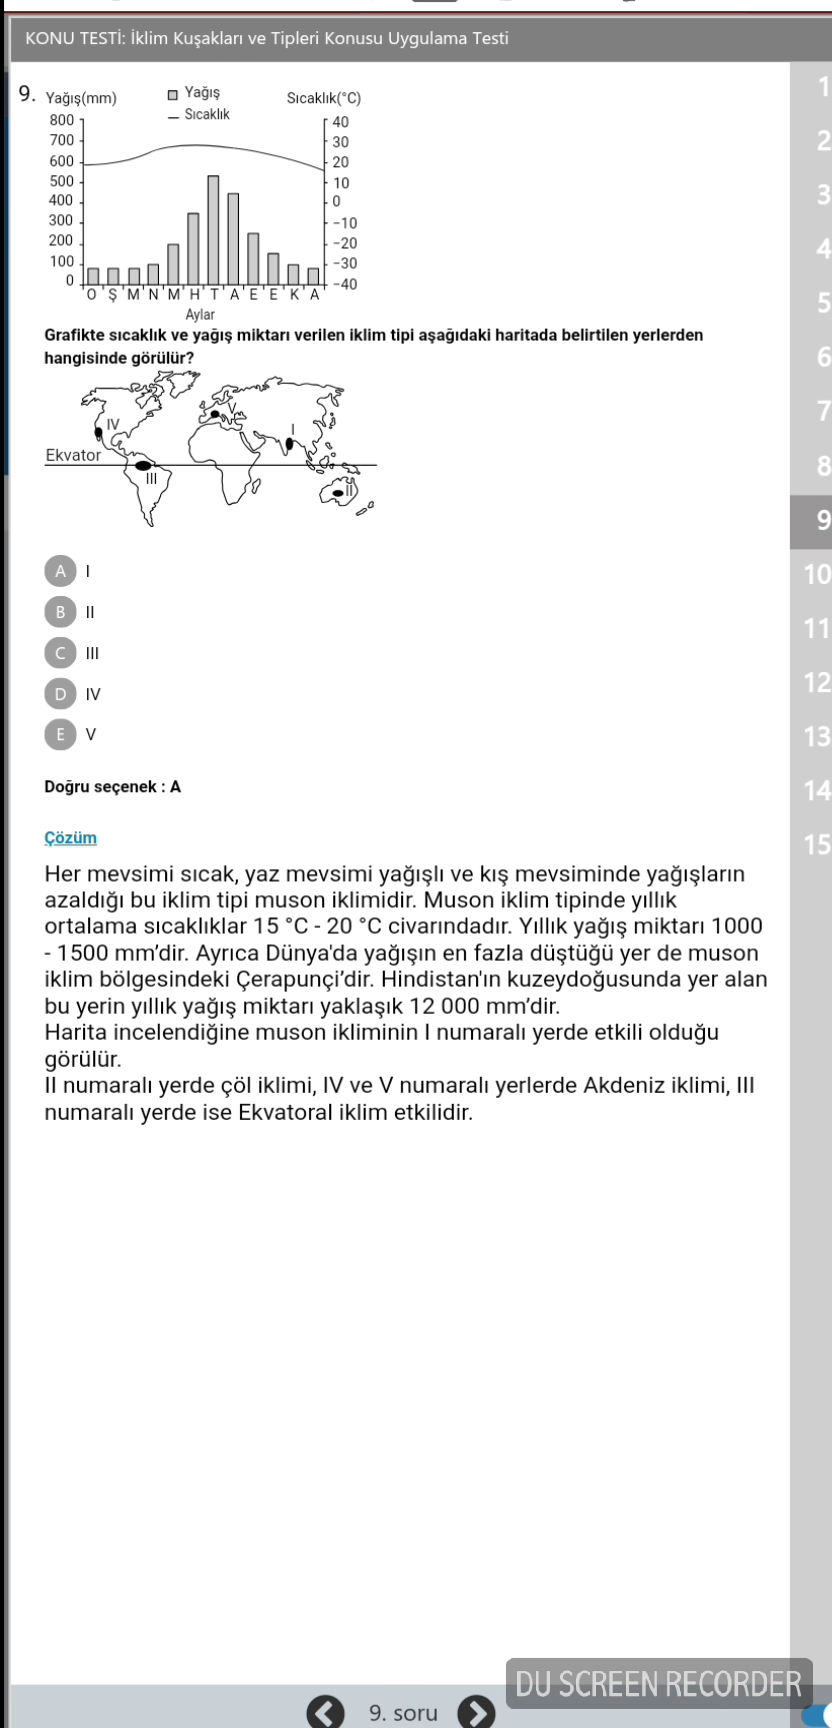 KONU TESTİ: İklim Kuşakları ve Tipleri Konusu Uygulama Testi
9. Yağış(mm)
Yağış
Sıcaklık
Sıcaklık(°C)
800
700
600
500
400
300
200
100
0
40
30
20
10
0
−10
−20
−30
−40
O Ş M N M H T A E E K A
Aylar
Grafikte sıcaklık ve yağış miktarı verilen iklim tipi aşağıdaki haritada belirtilen yerlerden
hangisinde görülür?
IV
V
I
Ekvator
III
II
A I
B II
C III
D IV
E V
Doğru seçenek : A
Çözüm
Her mevsimi sıcak, yaz mevsimi yağışlı ve kış mevsiminde yağışların
azaldığı bu iklim tipi muson iklimidir. Muson iklim tipinde yıllık
ortalama sıcaklıklar 15 °C - 20 °C civarındadır. Yıllık yağış miktarı 1000
- 1500 mm’dir. Ayrıca Dünya'da yağışın en fazla düştüğü yer de muson
iklim bölgesindeki Çerapunçi’dir. Hindistan'ın kuzeydoğusunda yer alan
bu yerin yıllık yağış miktarı yaklaşık 12 000 mm’dir.
Harita incelendiğine muson ikliminin I numaralı yerde etkili olduğu
görülür.
II numaralı yerde çöl iklimi, IV ve V numaralı yerlerde Akdeniz iklimi, III
numaralı yerde ise Ekvatoral iklim etkilidir.
1
2
3
4
5
6
7
8
9
10
11
12
13
14
15
DU SCREEN RECORDER
9. soru